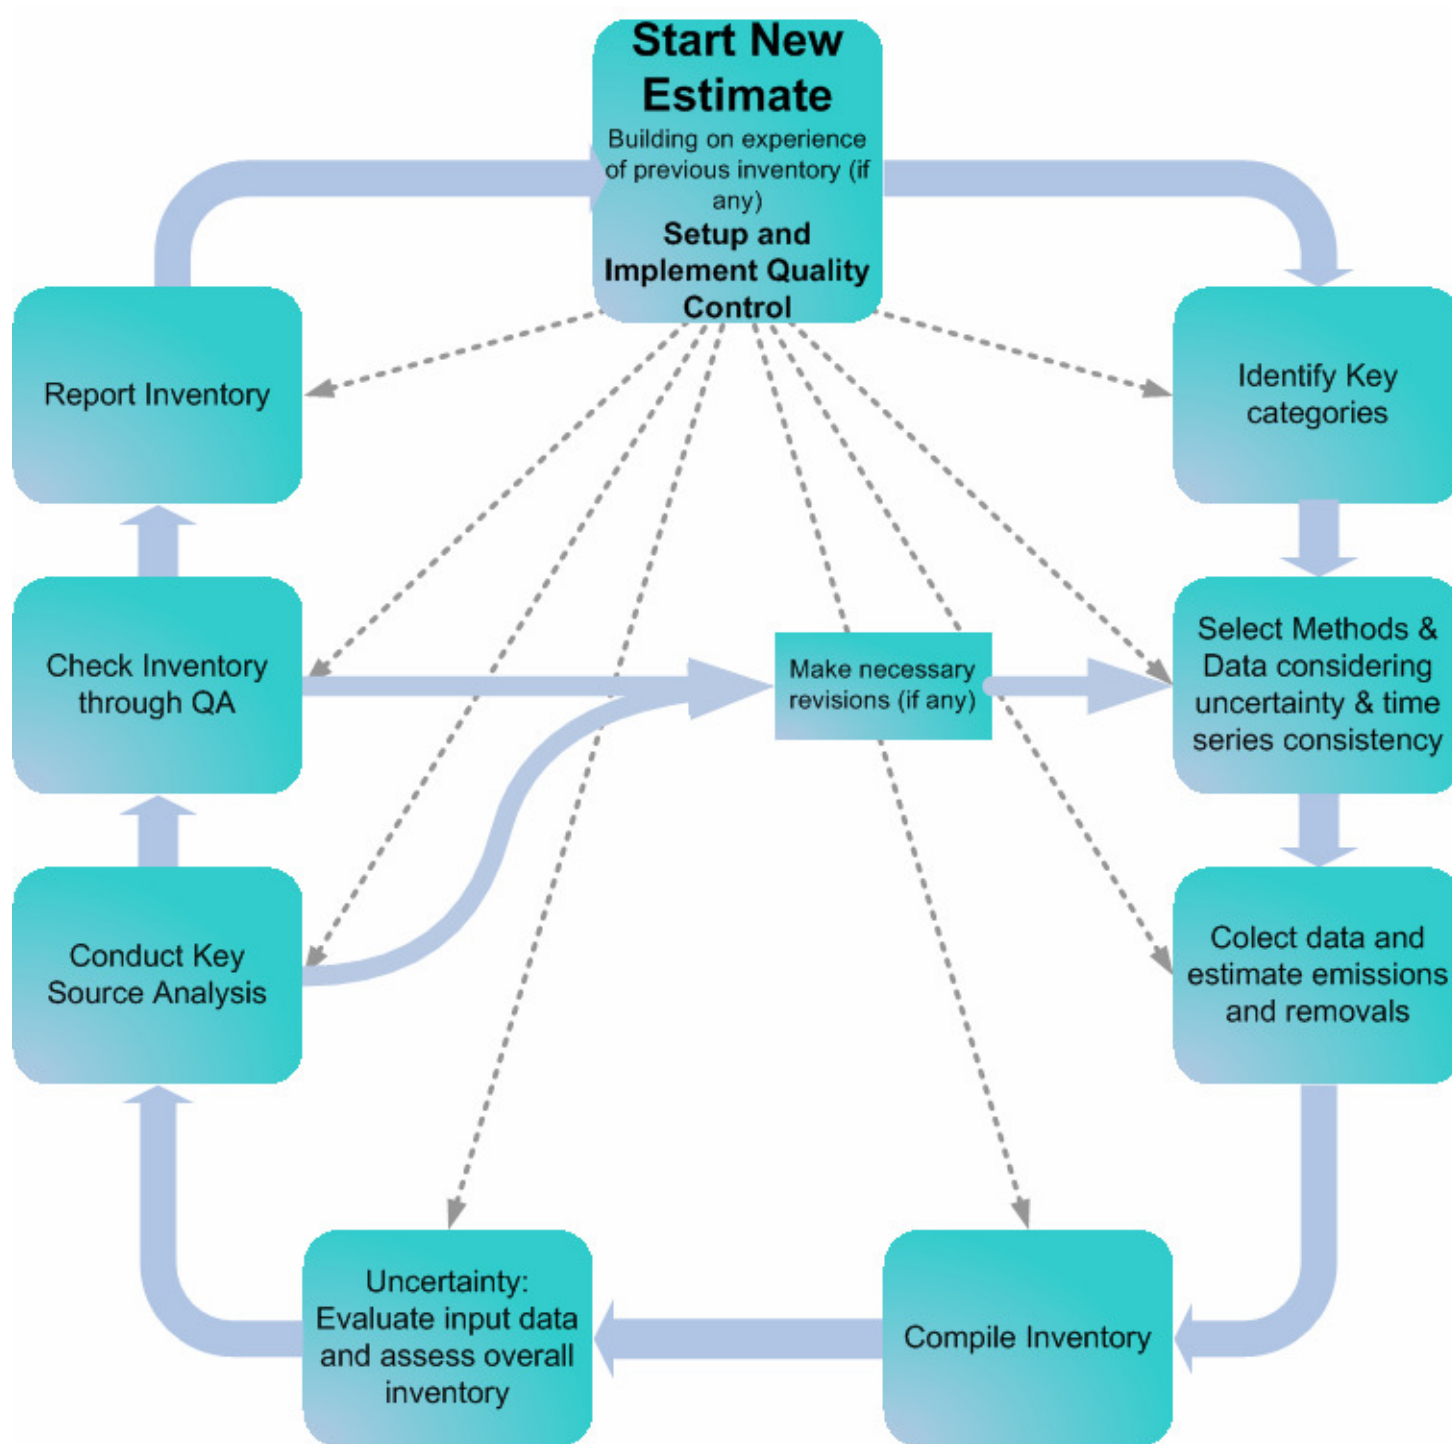 Start New
Estimate
Building on experience
of previous inventory (if
any)
Setup and
Implement Quality
Control
Report Inventory
Identify Key
categories
Check Inventory
through QA
Make necessary
revisions (if any)
Select Methods &
Data considering
uncertainty & time
series consistency
Conduct Key
Source Analysis
Colect data and
estimate emissions
and removals
Uncertainty:
Evaluate input data
and assess overall
inventory
Compile Inventory